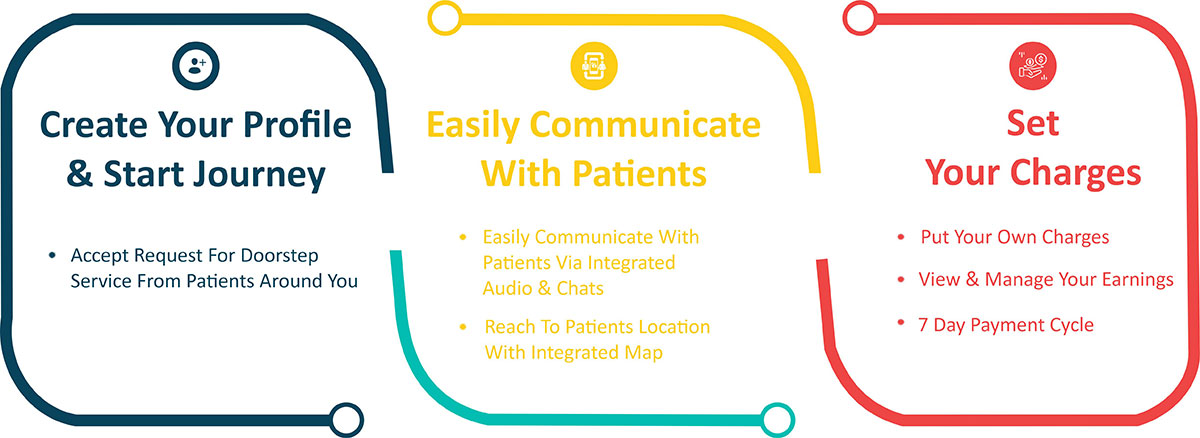 Create Your Profile
& Start Journey
• Accept Request For Doorstep
Service From Patients Around You
Easily Communicate
With Patients
• Easily Communicate With
Patients Via Integrated
Audio & Chats
• Reach To Patients Location
With Integrated Map
Set
Your Charges
• Put Your Own Charges
• View & Manage Your Earnings
• 7 Day Payment Cycle